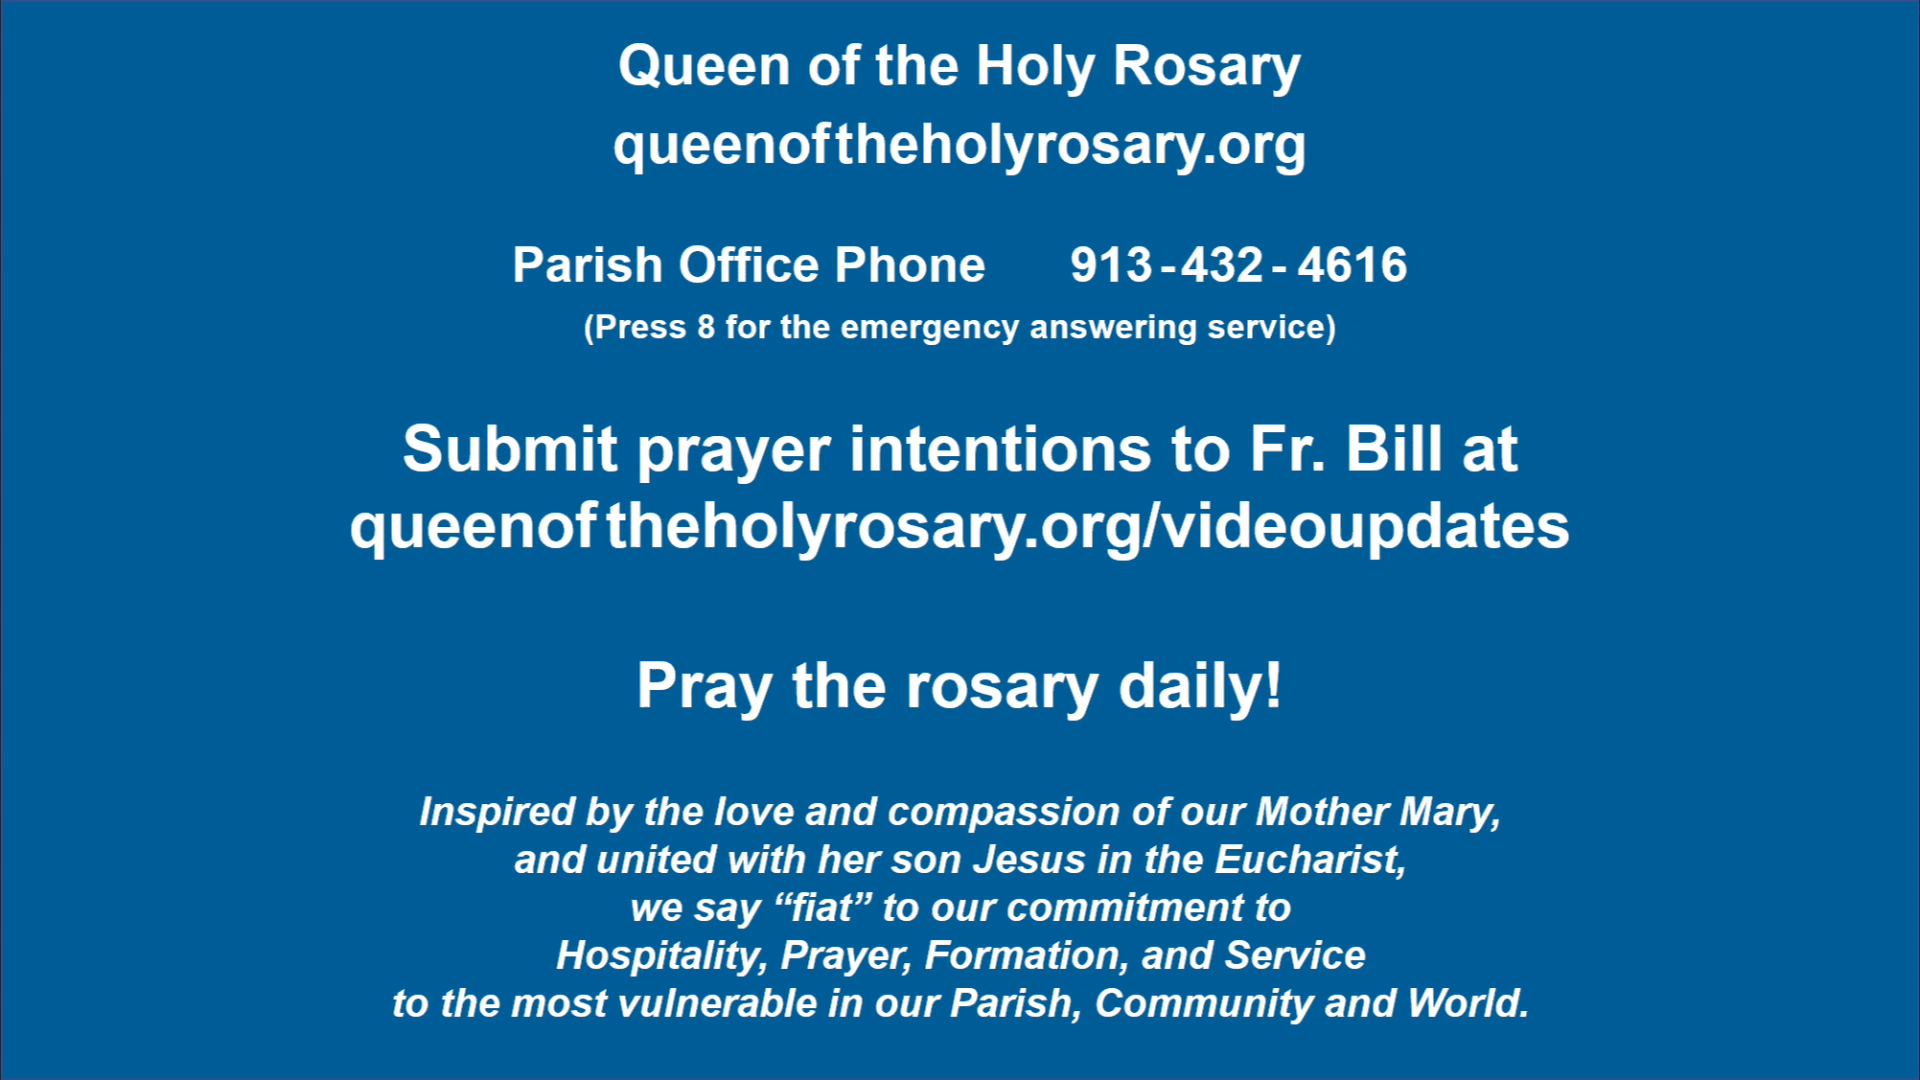 Queen of the Holy Rosary
queenoftheholyrosary.org
Parish Office Phone 913-432-4616
(Press 8 for the emergency answering service)
Submit prayer intentions to Fr. Bill at
queenoftheholyrosary.org/videoupdates
Pray the rosary daily!
Inspired by the love and compassion of our Mother Mary,
and united with her son Jesus in the Eucharist,
we say “fiat” to our commitment to
Hospitality, Prayer, Formation, and Service
to the most vulnerable in our Parish, Community and World.